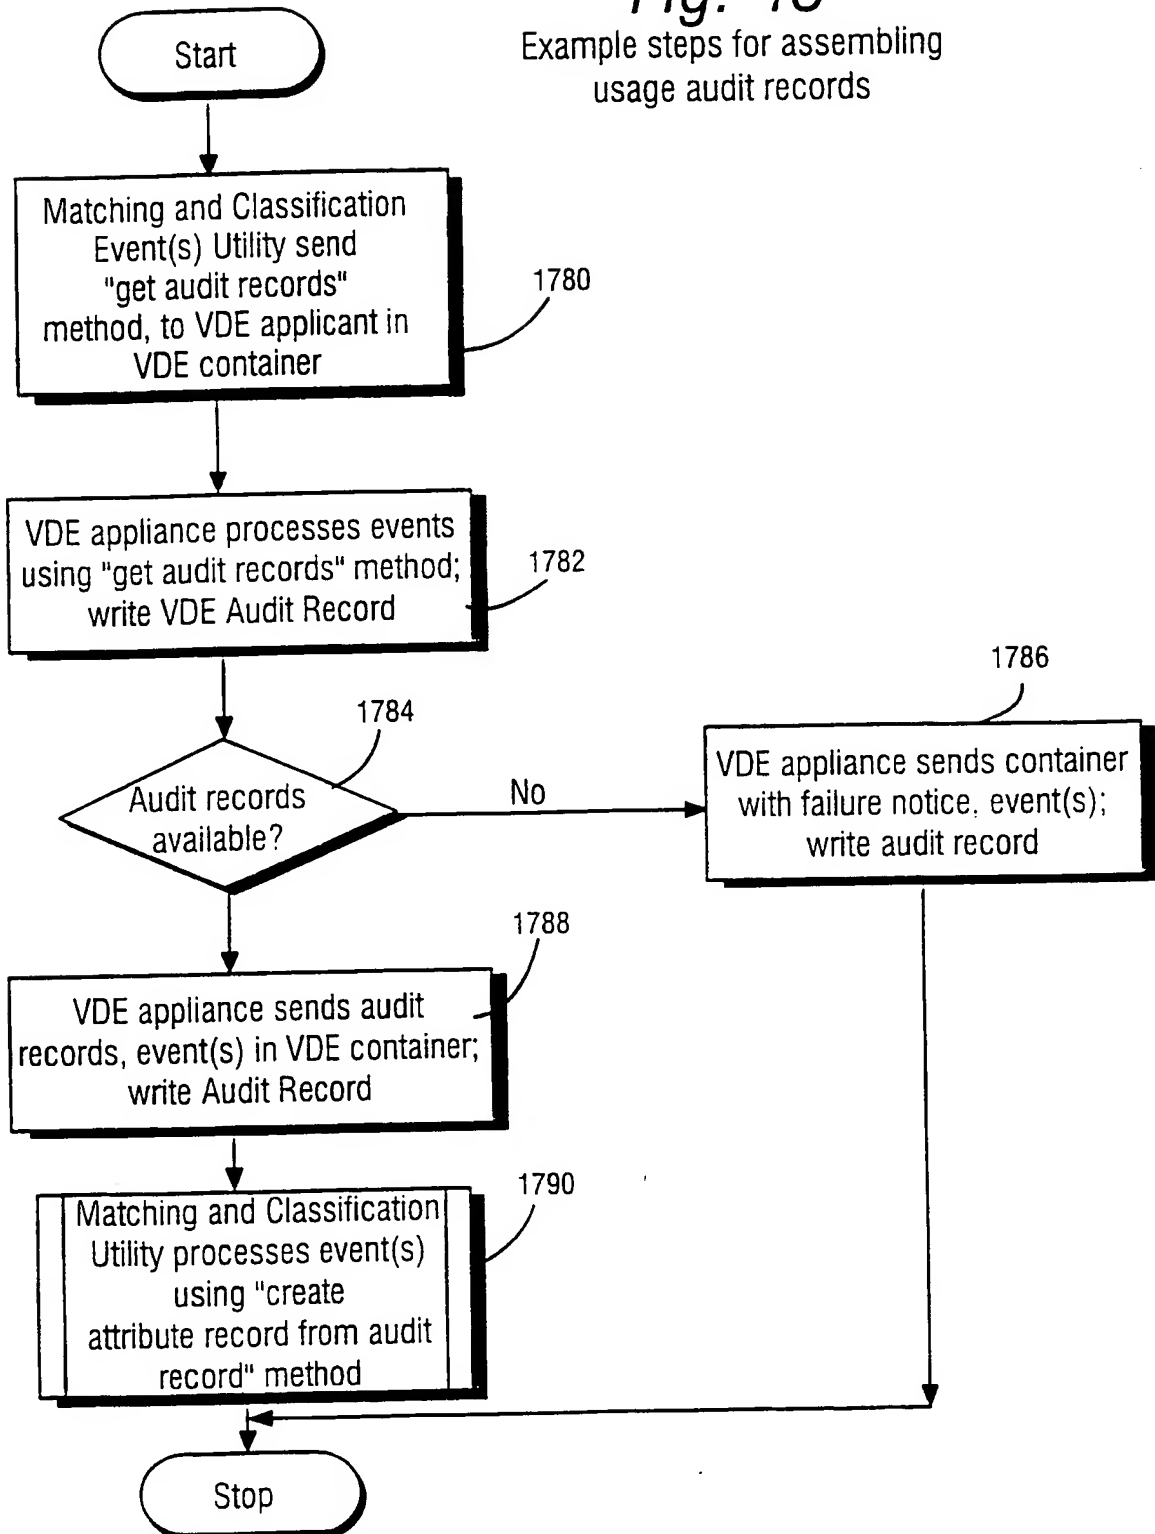 Start
Example steps for assembling
usage audit records
Matching and Classification
Event(s) Utility send
"get audit records"
method, to VDE applicant in
VDE container
1780
VDE appliance processes events
using "get audit records" method;
write VDE Audit Record
1782
1784
Audit records
available?
No
1786
VDE appliance sends container
with failure notice, event(s);
write audit record
1788
VDE appliance sends audit
records, event(s) in VDE container;
write Audit Record
1790
Matching and Classification
Utility processes event(s)
using "create
attribute record from audit
record" method
Stop